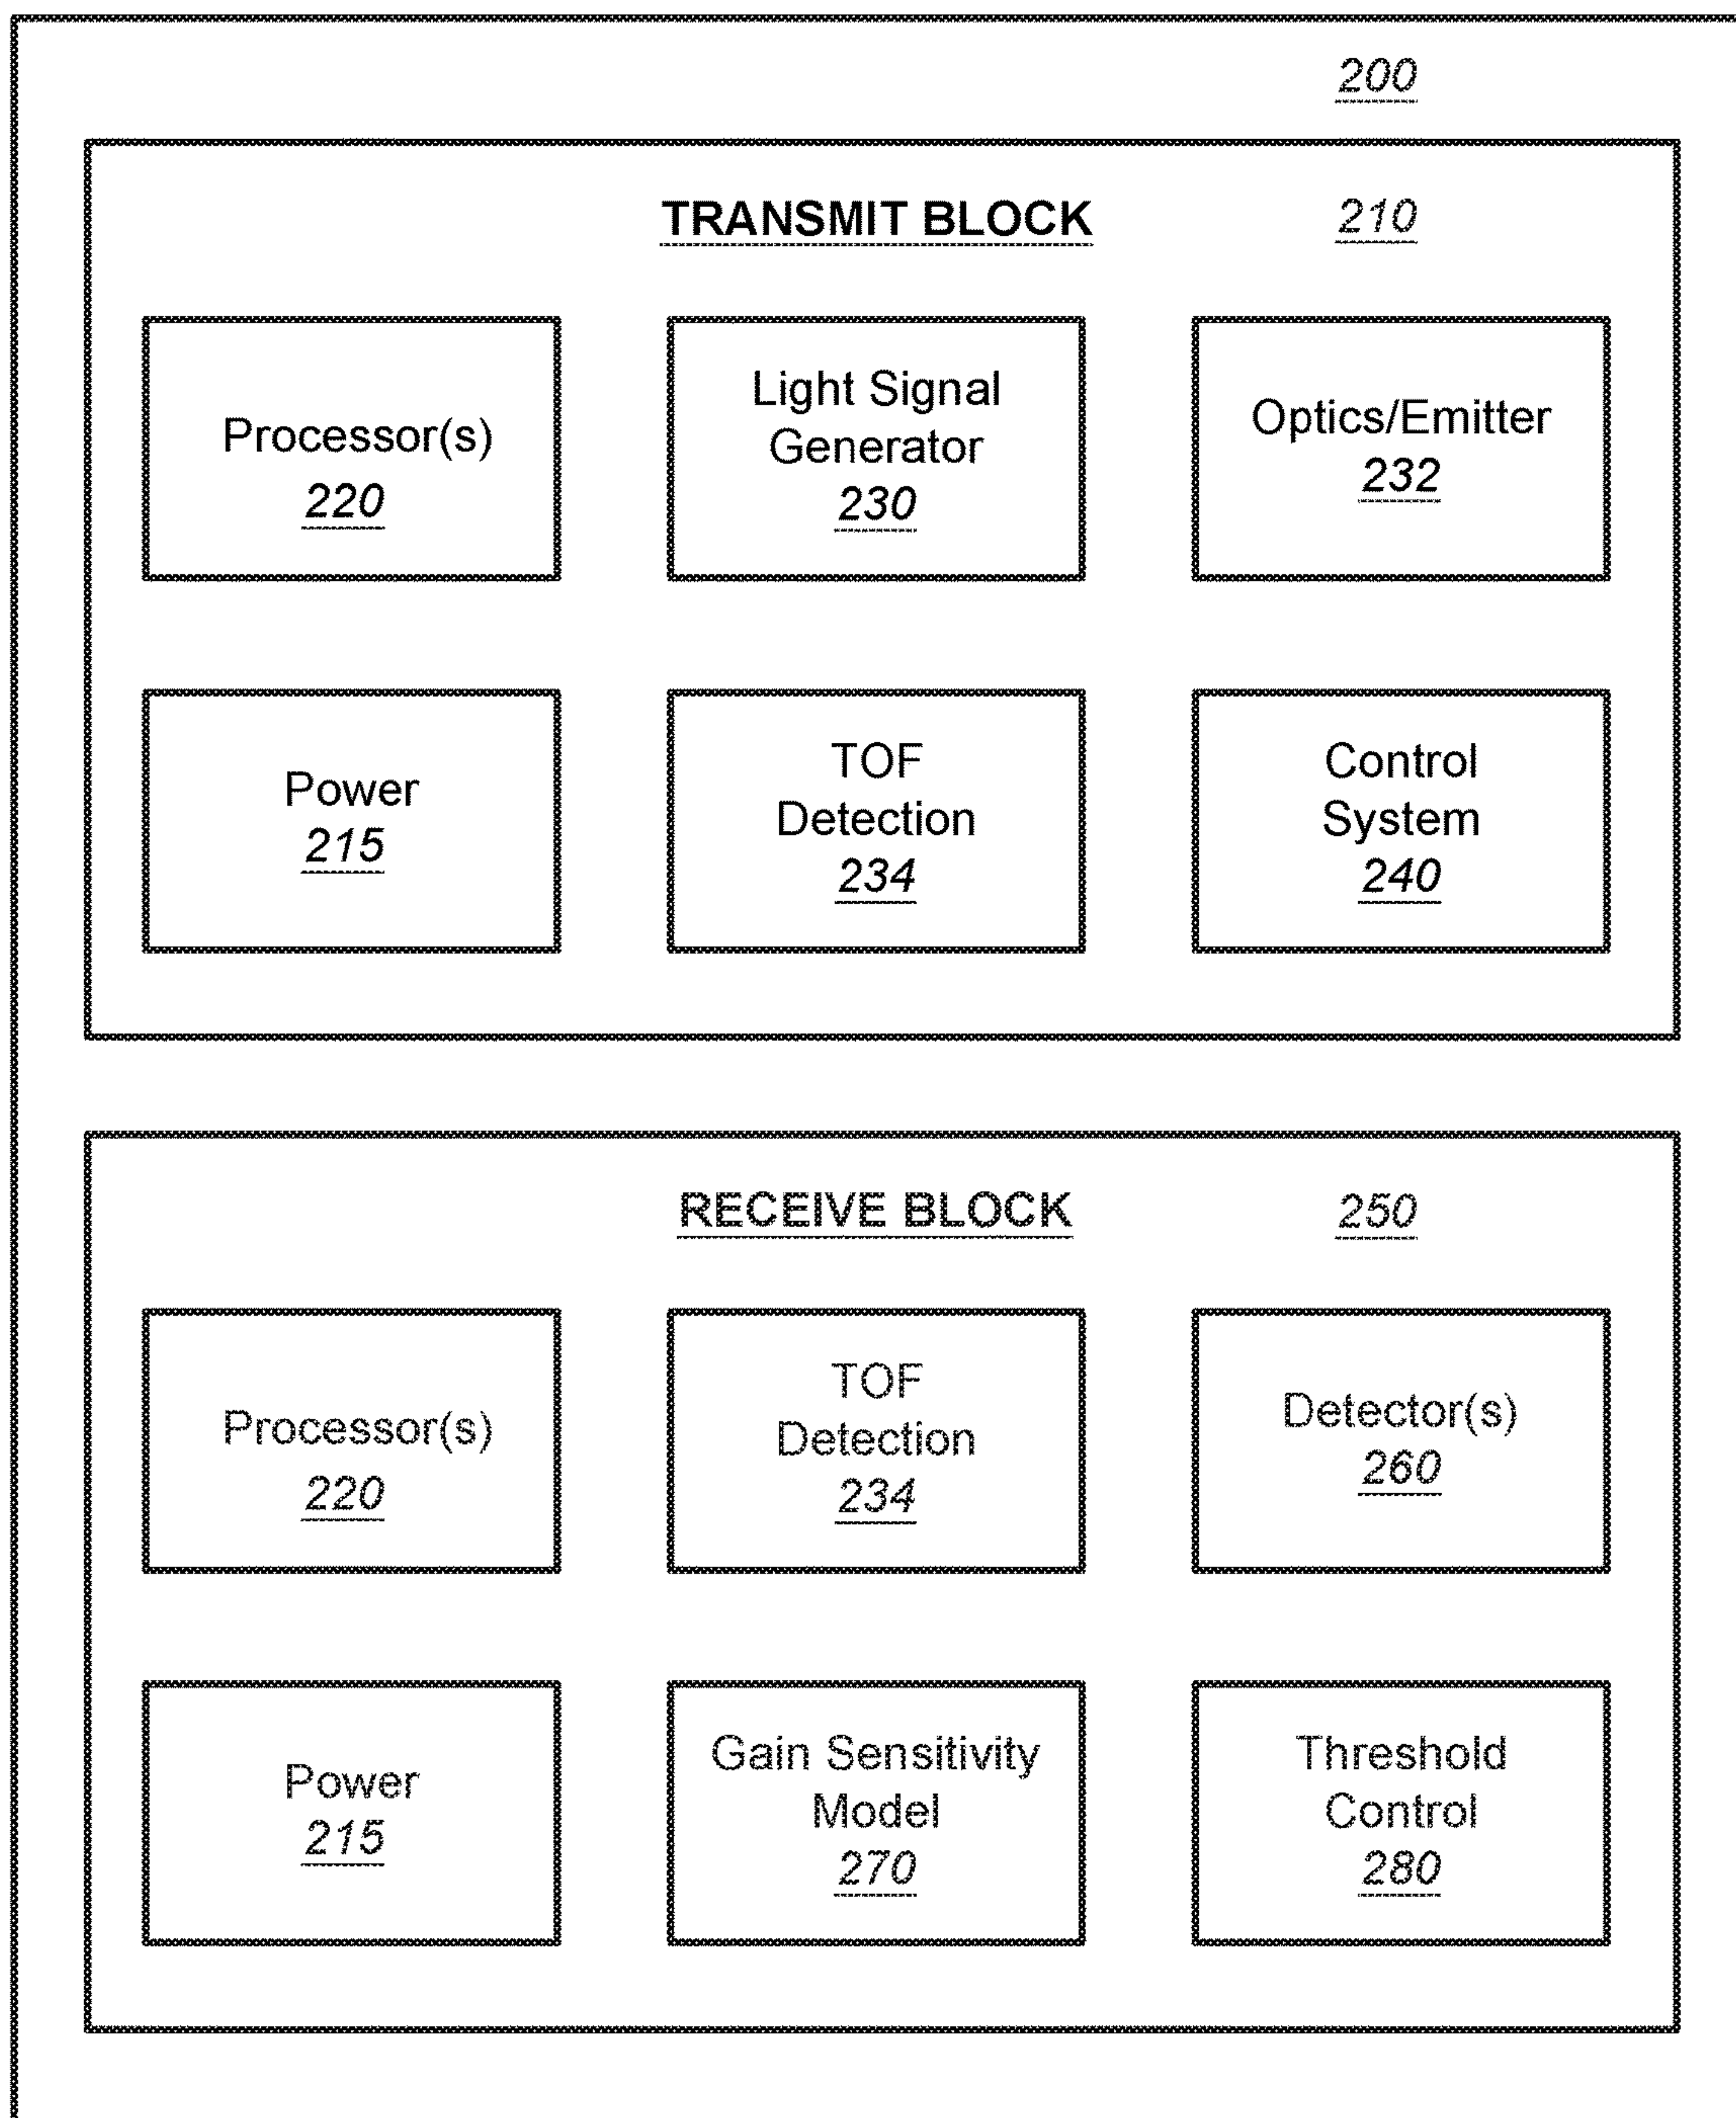 200
TRANSMIT BLOCK 210
Processor(s)
220
Light Signal
Generator
230
Optics/Emitter
232
Power
215
TOF
Detection
234
Control
System
240
RECEIVE BLOCK 250
Processor(s)
220
TOF
Detection
234
Detector(s)
260
Power
215
Gain Sensitivity
Model
270
Threshold
Control
280